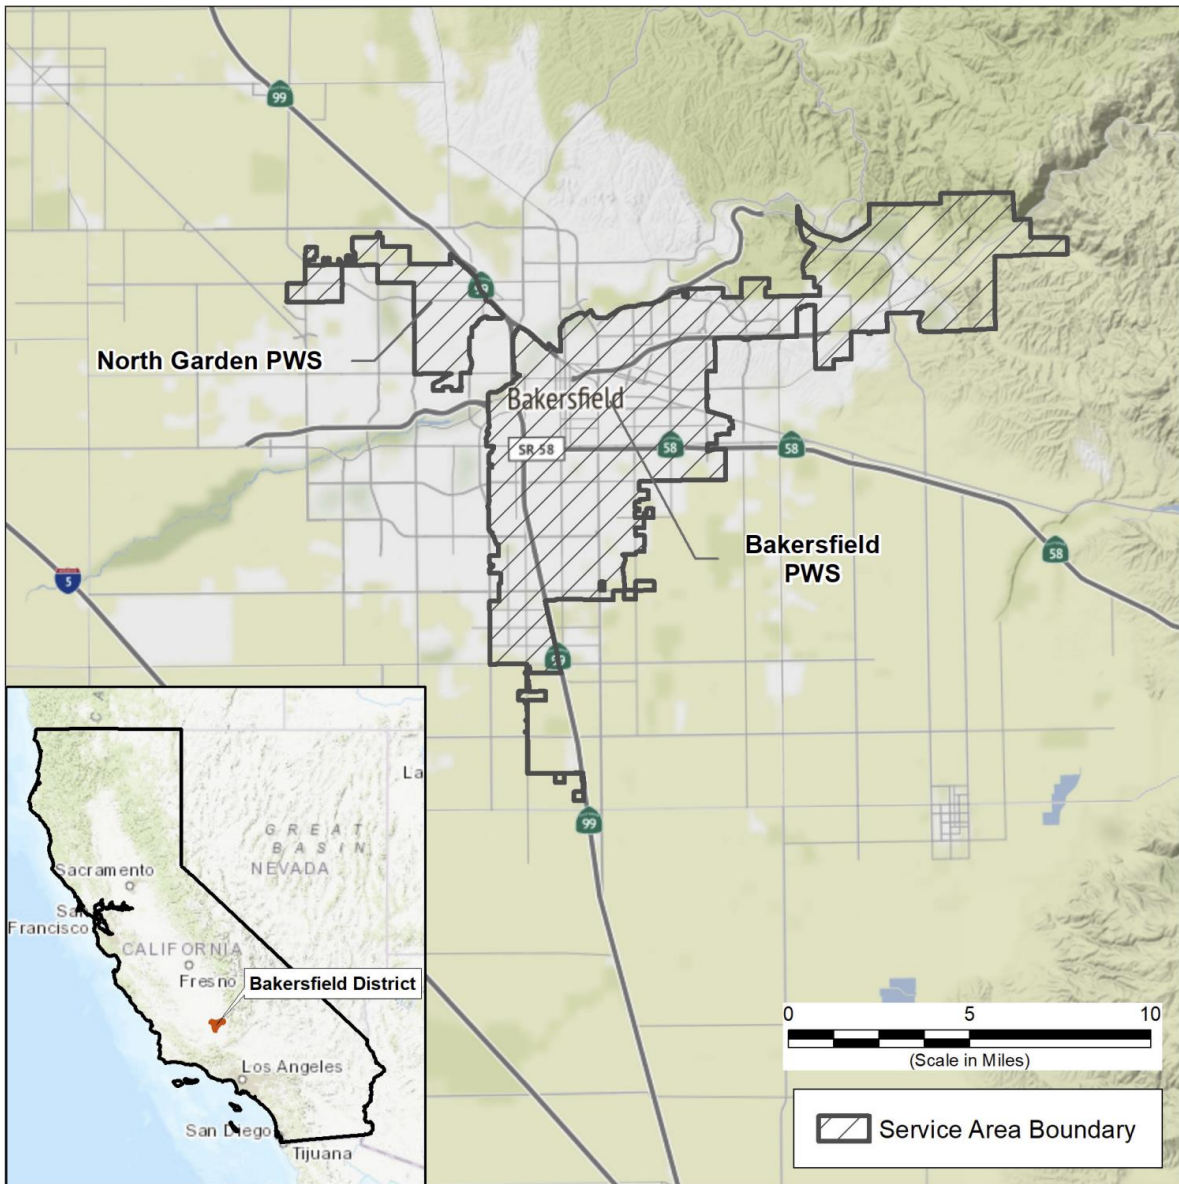 99
99
North Garden PWS
Bakersfield
SR 58
58
58
Bakersfield
PWS
58
5
99
99
CA
La
GREAT
BASIN
NEVADA
Sacramento
San
Francisco
CALIFORNIA
Fresno
Bakersfield District
Los Angeles
San Diego
Tijuana
0 5 10
(Scale in Miles)
Service Area Boundary